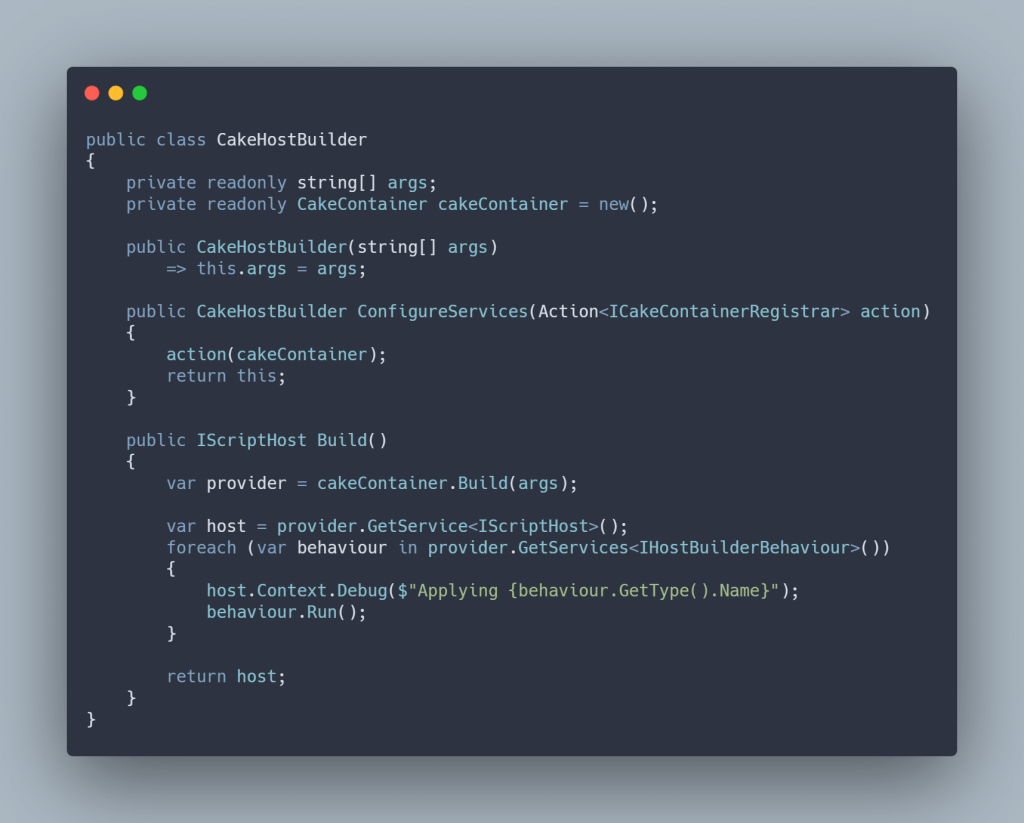 public class CakeHostBuilder
{
    private readonly string[] args;
    private readonly CakeContainer cakeContainer = new();

    public CakeHostBuilder(string[] args)
        => this.args = args;

    public CakeHostBuilder ConfigureServices(Action<ICakeContainerRegistrar> action)
    {
        action(cakeContainer);
        return this;
    }

    public IScriptHost Build()
    {
        var provider = cakeContainer.Build(args);

        var host = provider.GetService<IScriptHost>();
        foreach (var behaviour in provider.GetServices<IHostBuilderBehaviour>())
        {
            host.Context.Debug($"Applying {behaviour.GetType().Name}");
            behaviour.Run();
        }

        return host;
    }
}